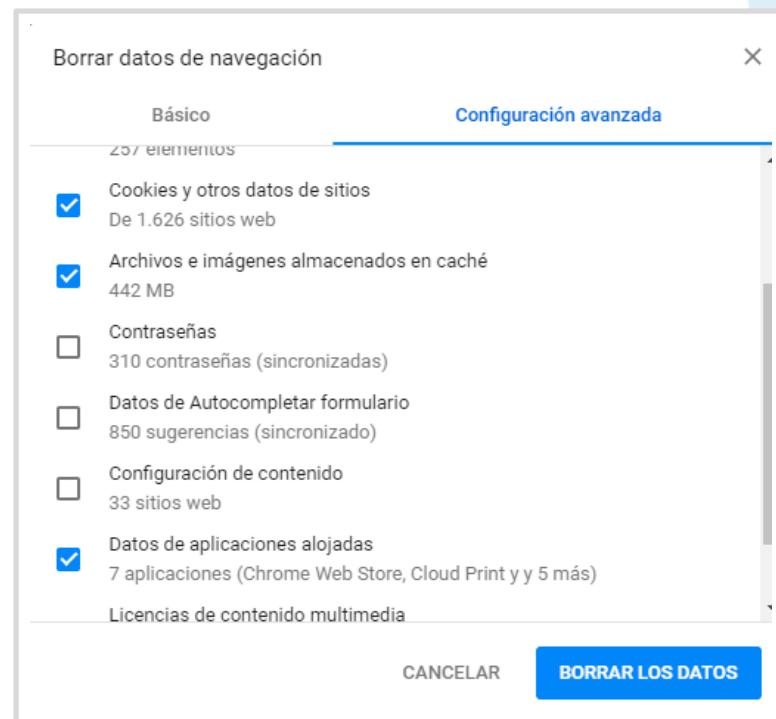 Borrar datos de navegación
Básico
Configuración avanzada
257 elementos
Cookies y otros datos de sitios
De 1.626 sitios web
Archivos e imágenes almacenados en caché
442 MB
Contraseñas
310 contraseñas (sincronizadas)
Datos de Autocompletar formulario
850 sugerencias (sincronizado)
Configuración de contenido
33 sitios web
Datos de aplicaciones alojadas
7 aplicaciones (Chrome Web Store, Cloud Print y y 5 más)
Licencias de contenido multimedia
CANCELAR
BORRAR LOS DATOS